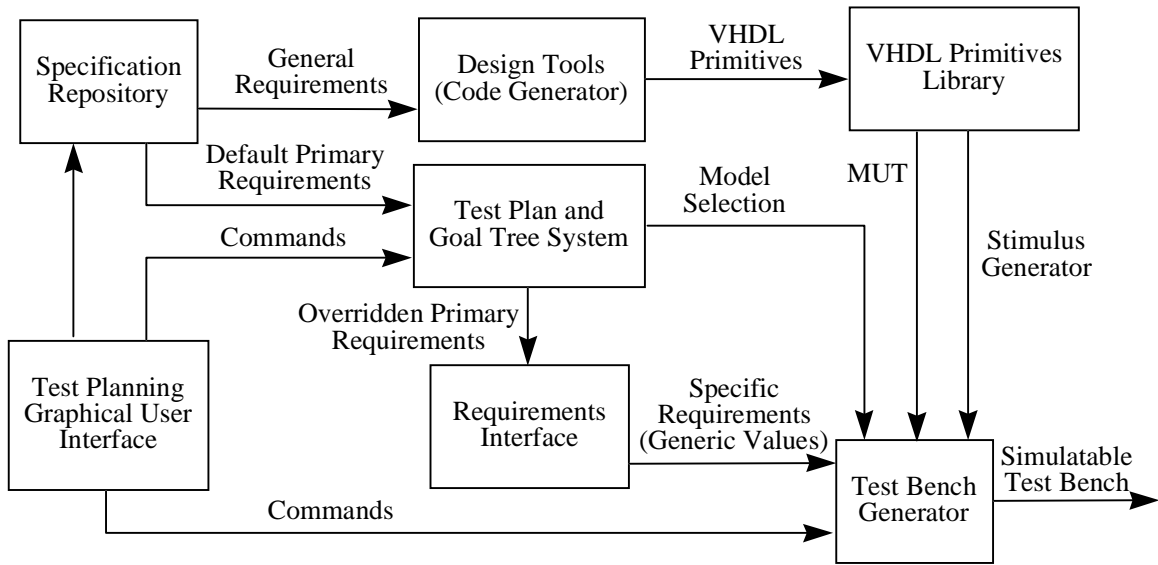 Specification
Repository
General
Requirements
Design Tools
(Code Generator)
VHDL
Primitives
VHDL Primitives
Library
Default Primary
Requirements
Commands
Test Plan and
Goal Tree System
Model
Selection
MUT
Stimulus
Generator
Overridden Primary
Requirements
Test Planning
Graphical User
Interface
Requirements
Interface
Specific
Requirements
(Generic Values)
Commands
Test Bench
Generator
Simulatable
Test Bench